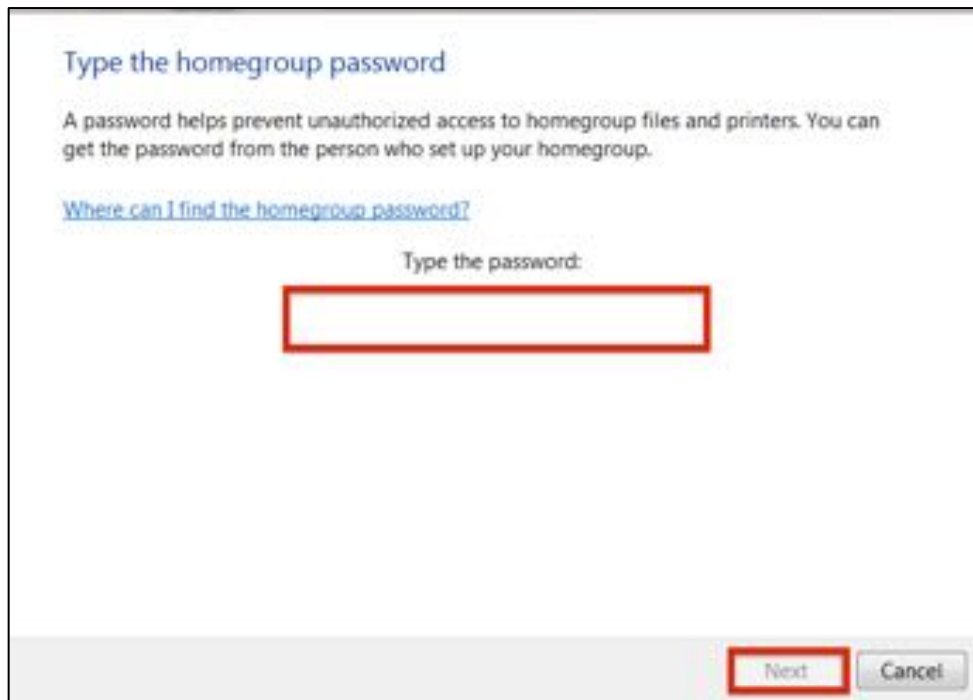 Type the homegroup password
A password helps prevent unauthorized access to homegroup files and printers. You can
get the password from the person who set up your homegroup.
Where can I find the homegroup password?
Type the password:
Next
Cancel